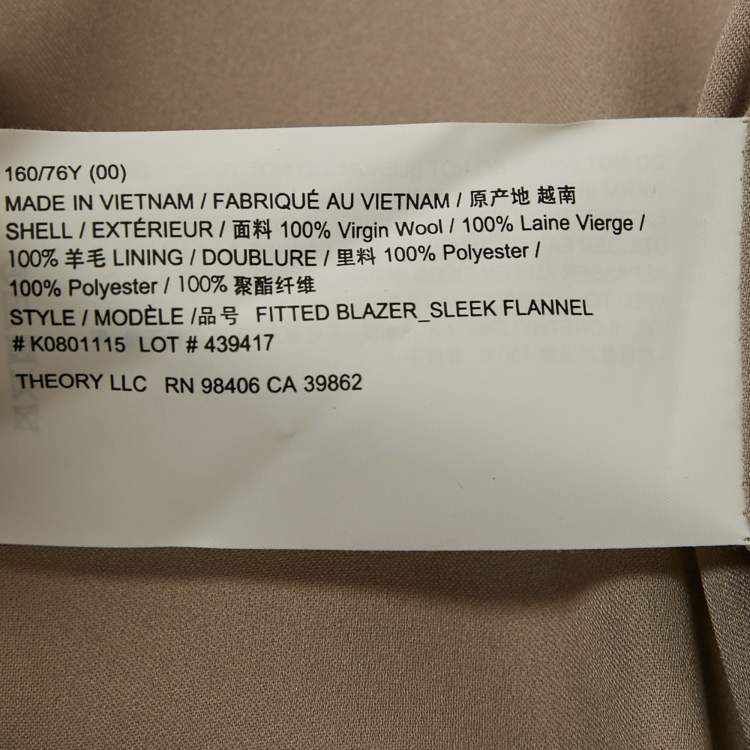 160/76Y (00)
MADE IN VIETNAM / FABRIQUÉ AU VIETNAM / 原产地 越南
SHELL / EXTÉRIEUR / 面料 100% Virgin Wool / 100% Laine Vierge /
100% 羊毛 LINING / DOUBLURE / 里料 100% Polyester /
100% Polyester / 100% 聚酯纤维
STYLE / MODÈLE /品号 FITTED BLAZER_SLEEK FLANNEL
# K0801115 LOT # 439417
THEORY LLC RN 98406 CA 39862